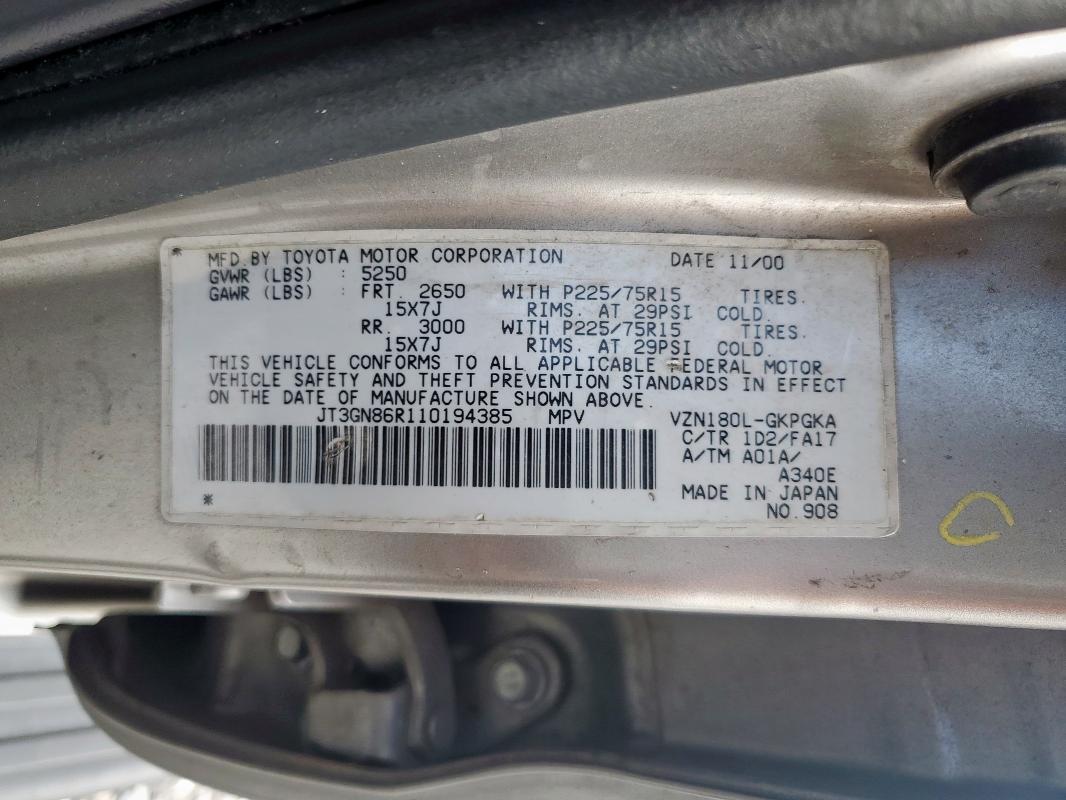 MFD. BY TOYOTA MOTOR CORPORATION DATE 11/00
GVWR (LBS) : 5250
GAWR (LBS) : FRT. 2650 WITH P225/75R15 TIRES.
15X7J RIMS. AT 29PSI COLD.
RR. 3000 WITH P225/75R15 TIRES.
15X7J RIMS. AT 29PSI COLD.
THIS VEHICLE CONFORMS TO ALL APPLICABLE FEDERAL MOTOR
VEHICLE SAFETY AND THEFT PREVENTION STANDARDS IN EFFECT
ON THE DATE OF MANUFACTURE SHOWN ABOVE.
JT3GN86R110194385 MPV VZN180L-GKPGKA
C/TR 1D2/FA17
A/TM A01A/
A340E
MADE IN JAPAN
NO.908